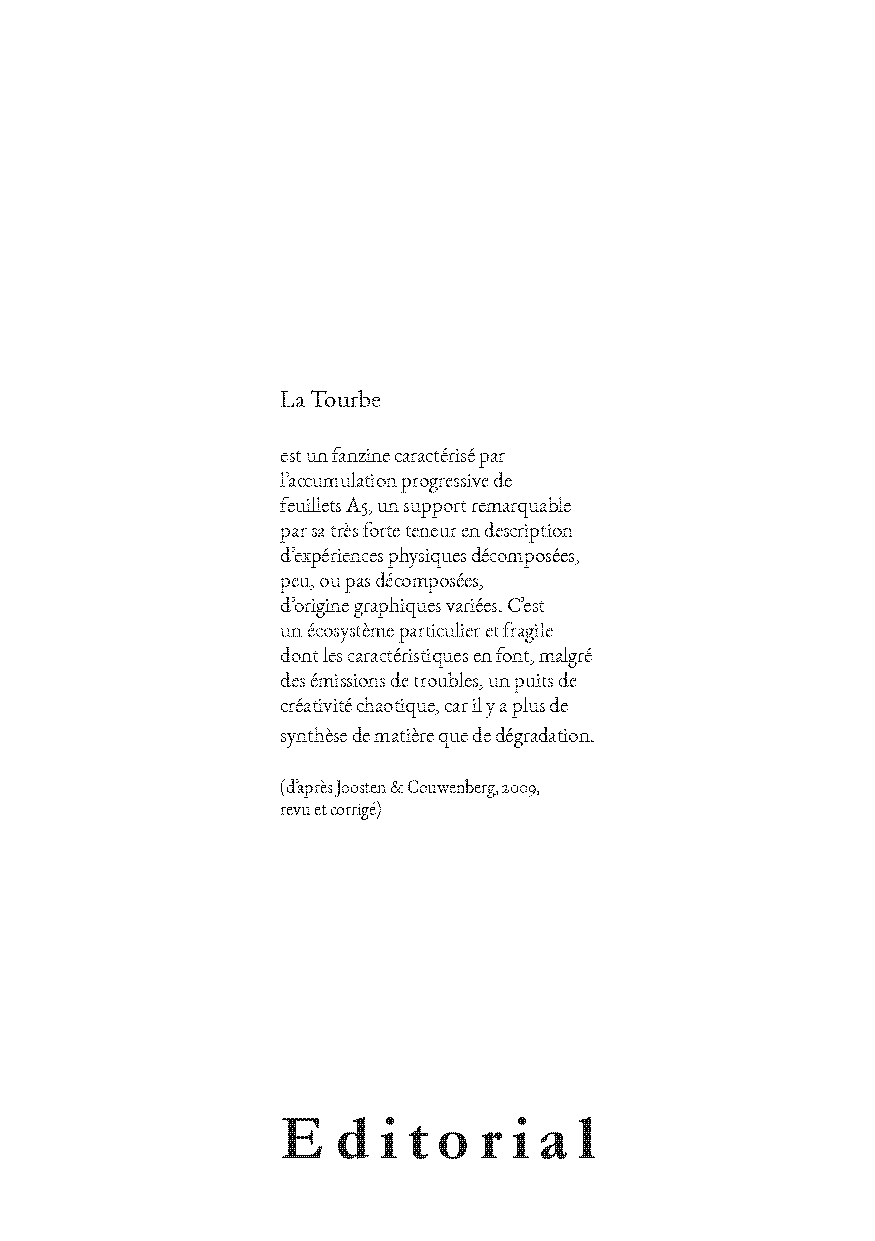 La Tourbe
est un fanzine caractérisé par
l’accumulation progressive de
feuillets A5, un support remarquable
par sa très forte teneur en description
d’expériences physiques décomposées,
peu, ou pas décomposées,
d’origine graphiques variées. C’est
un écosystème particulier et fragile
dont les caractéristiques en font, malgré
des émissions de troubles, un puits de
créativité chaotique, car il y a plus de
synthèse de matière que de dégradation.
(d’après Joosten & Couwenberg, 2009,
revu et corrigé)
Editorial